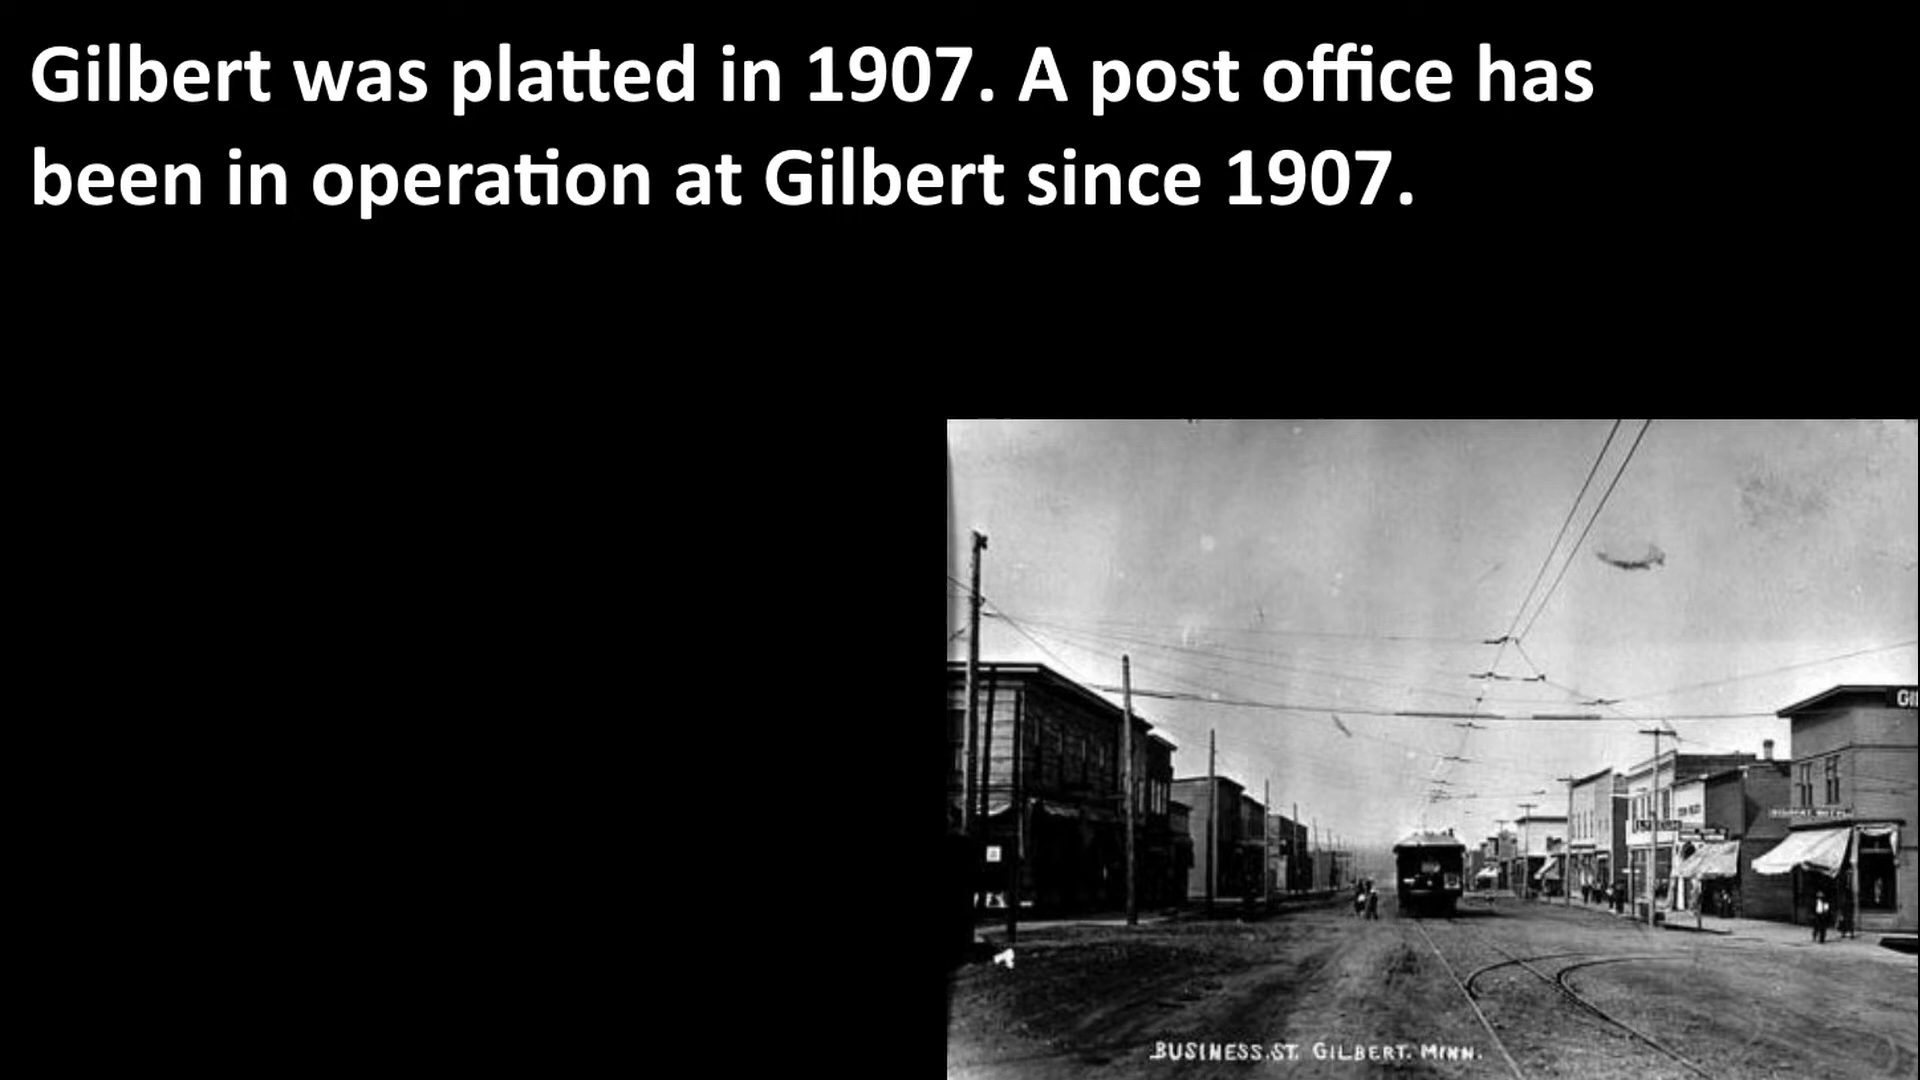 Gilbert was platted in 1907. A post office has
been in operation at Gilbert since 1907.
BUSINESS. ST. GILBERT. MINN.